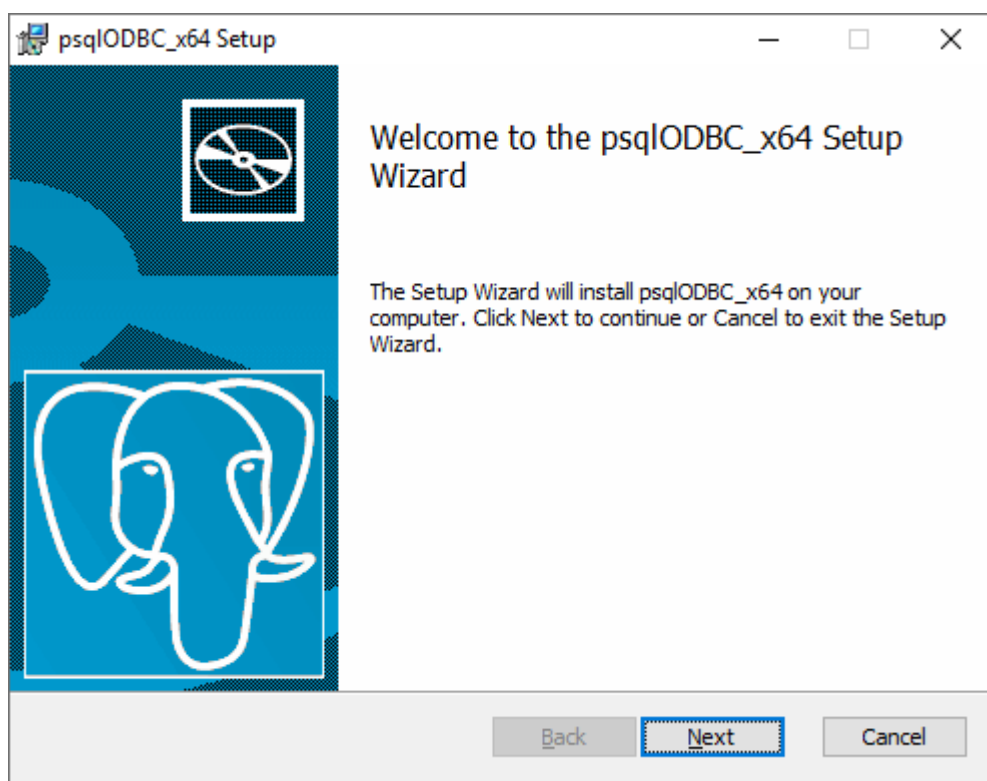 psqlODBC_x64 Setup
Welcome to the psqlODBC_x64 Setup
Wizard
The Setup Wizard will install psqlODBC_x64 on your
computer. Click Next to continue or Cancel to exit the Setup
Wizard.
Back Next Cancel